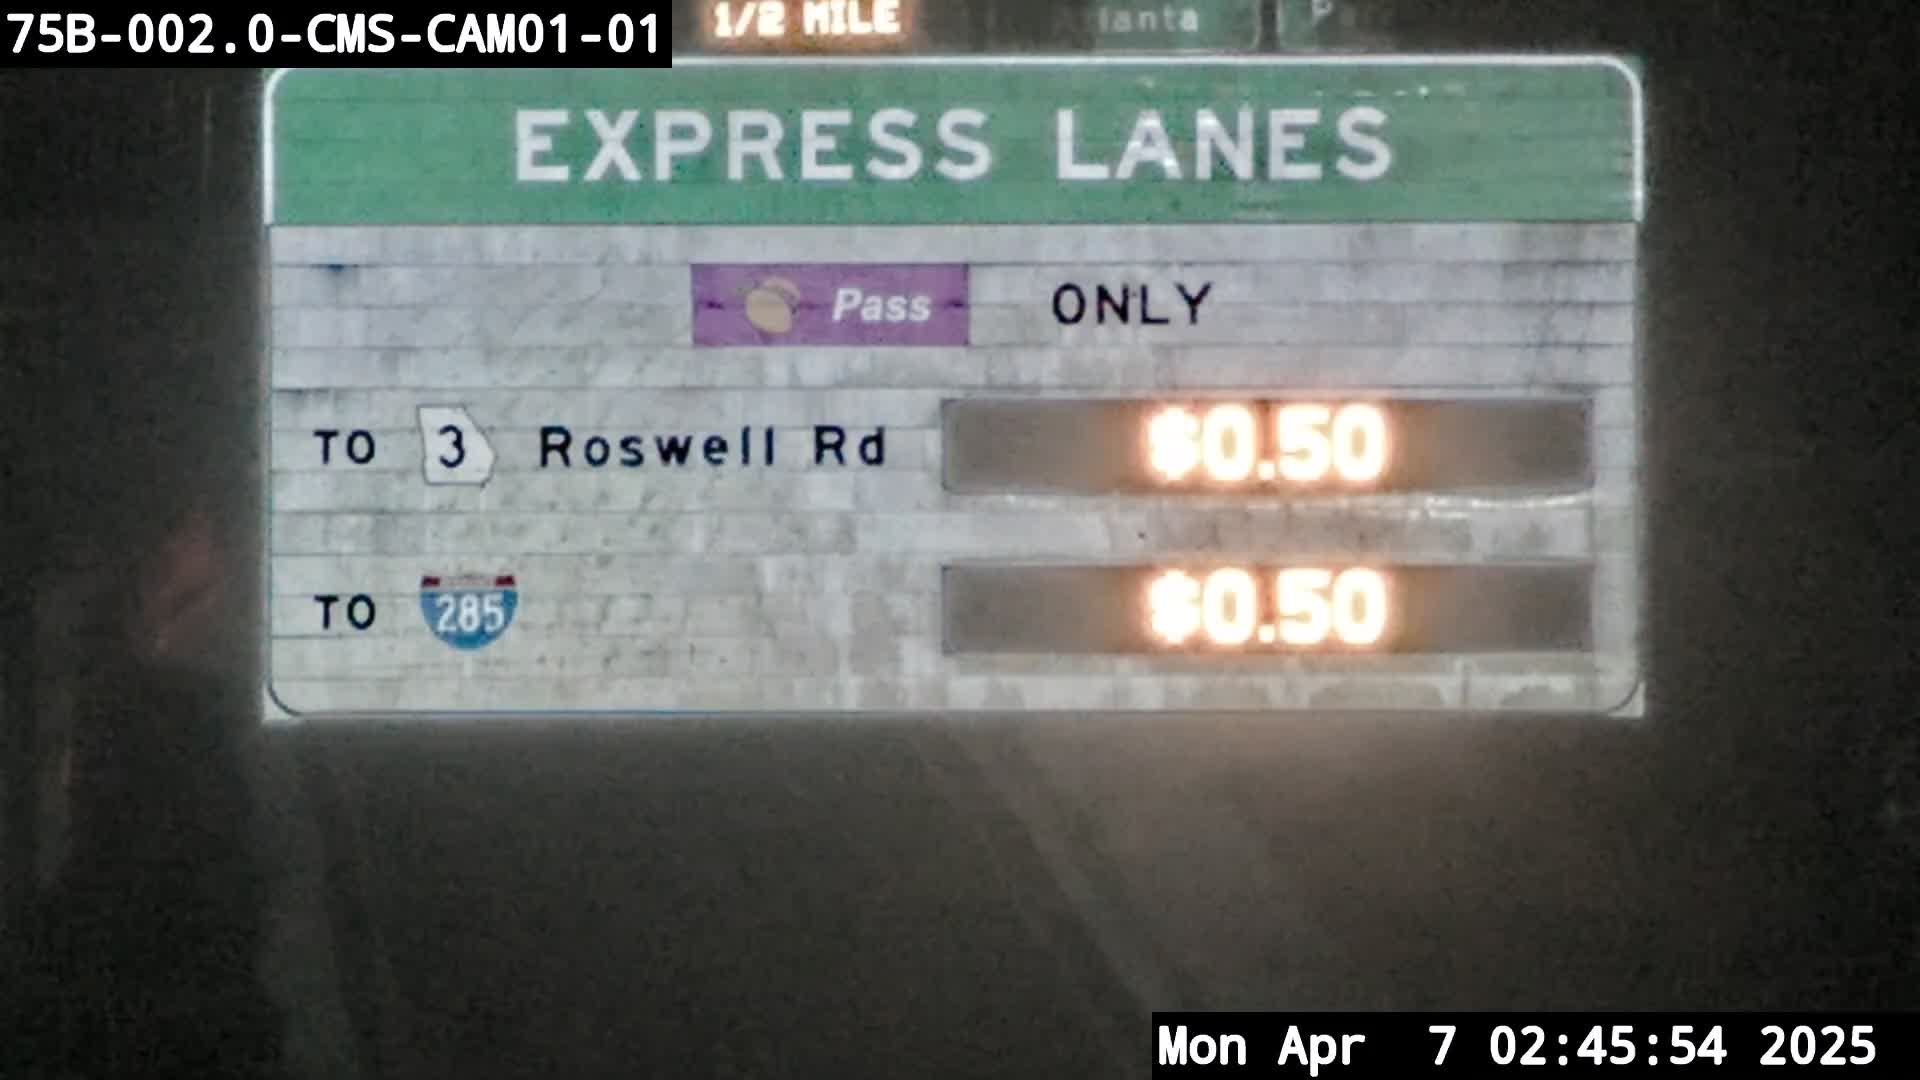 75B-002.0-CMS-CAM01-01
1/2 MILE
EXPRESS LANES
Pass ONLY
TO 3 Roswell Rd $0.50
TO 285 $0.50
Mon Apr 7 02:45:54 2025